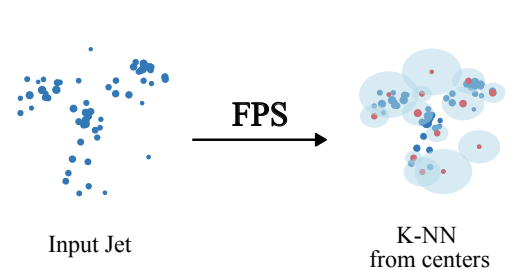 FPS
Input Jet
K-NN
from centers